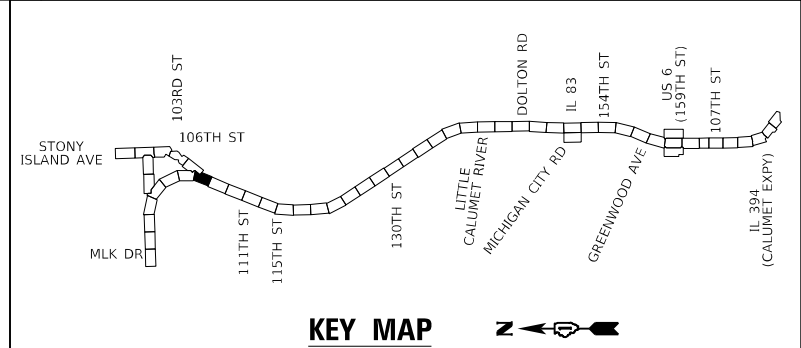 103RD ST
106TH ST
STONY
ISLAND AVE
MLK DR
111TH ST
115TH ST
130TH ST
LITTLE
CALUMET RIVER
DOLTON RD
MICHIGAN CITY RD
IL 83
154TH ST
GREENWOOD AVE
US 6
(159TH ST)
107TH ST
IL 394
(CALUMET EXPY)
KEY MAP
N